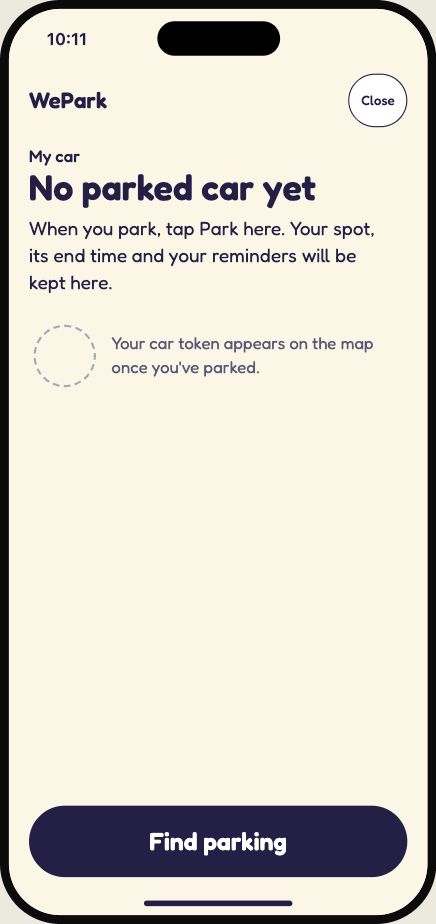 10:11
WePark
Close
My car
No parked car yet
When you park, tap Park here. Your spot,
its end time and your reminders will be
kept here.
Your car token appears on the map
once you've parked.
Find parking